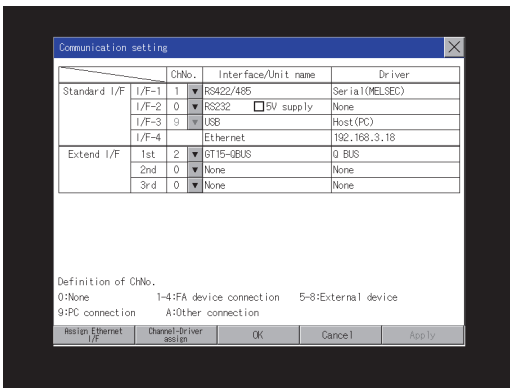 Communication setting
ChNo. Interface/Unit name Driver
Standard I/F I/F-1 1 RS422/485 Serial(MELSEC)
I/F-2 0 RS232 5V supply None
I/F-3 9 USB Host(PC)
I/F-4 Ethernet 192.168.3.18
Extend I/F 1st 2 GT15-QBUS Q BUS
2nd 0 None None
3rd 0 None None
Definition of ChNo.
0:None 1-4:FA device connection 5-8:External device
9:PC connection A:Other connection
Assign Ethernet I/F Channel-Driver assign OK Cancel Apply